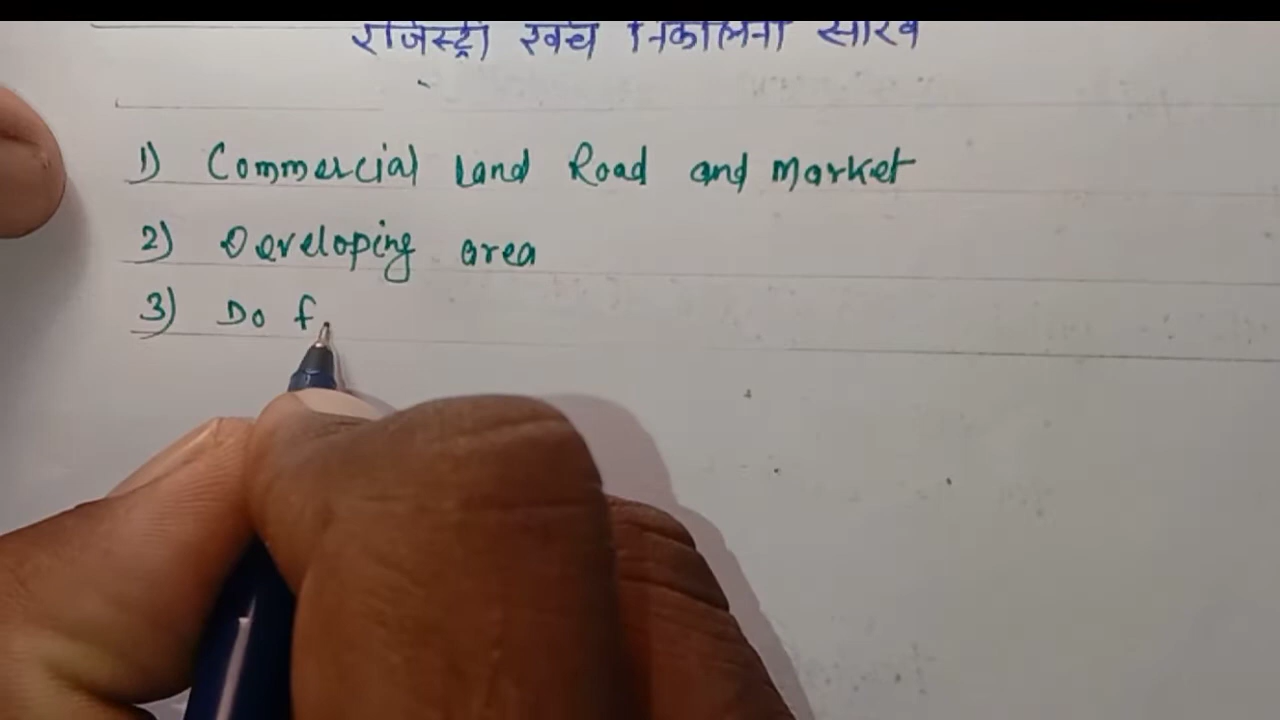 रजिस्ट्री खर्च निकालना सीखे
1) Commercial Land Road and Market
2) Developing area
3) Do f